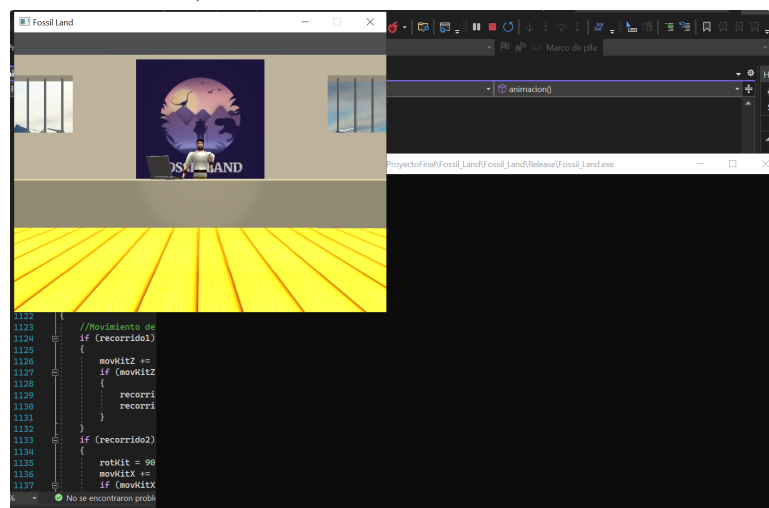 Fossil Land
Marco de pila:
animacion()
ProyectoFinal\Fossil_Land\Fossil_Land\Release\Fossil_Land.exe
LAND
1122 {
1123 //Movimiento de
1124 if (recorrido1)
1125 {
1126 movKitZ +=
1127 if (movKitZ
1128 {
1129 recorri
1130 recorri
1131 }
1132 }
1133 if (recorrido2)
1134 {
1135 rotKit = 90
1136 movKitX +=
1137 if (movKitX
% No se encontraron proble